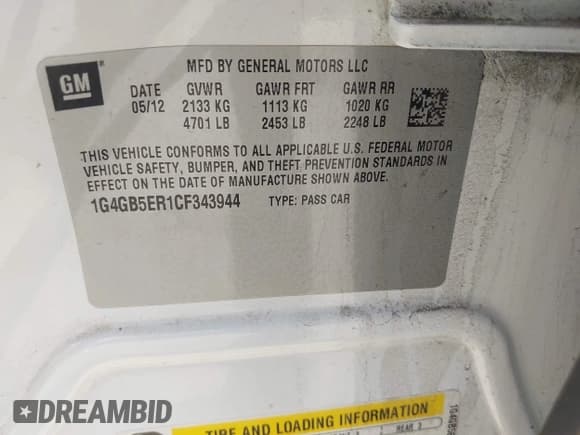 GM
MFD BY GENERAL MOTORS LLC
DATE GVWR GAWR FRT GAWR RR
05/12 2133 KG 1113 KG 1020 KG
4701 LB 2453 LB 2248 LB
THIS VEHICLE CONFORMS TO ALL APPLICABLE U.S. FEDERAL MOTOR
VEHICLE SAFETY, BUMPER, AND THEFT PREVENTION STANDARDS IN
EFFECT ON THE DATE OF MANUFACTURE SHOWN ABOVE.
1G4GB5ER1CF343944 TYPE: PASS CAR
TIRE AND LOADING INFORMATION
REAR 3
DREAMBID